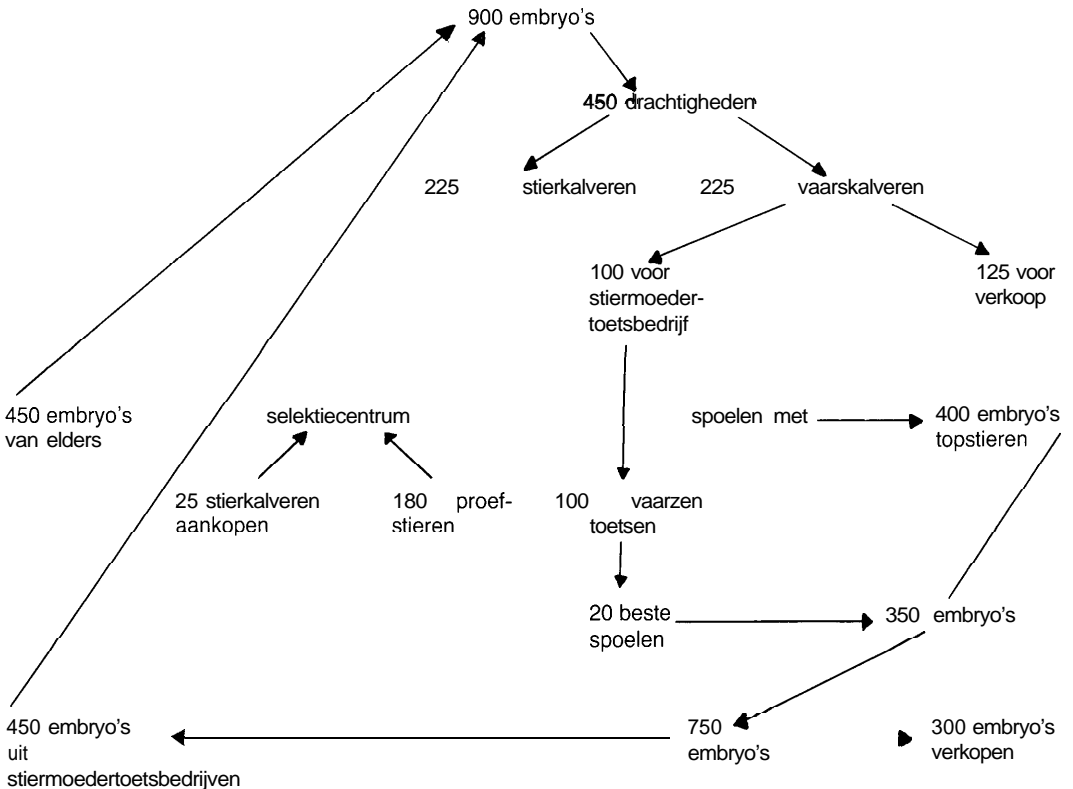 900 embryo's
450 drachtigheden
225 stierkalveren 225 vaarskalveren
100 voor
stiermoeder-
toetsbedrijf
125 voor
verkoop
450 embryo's
van elders
selektiecentrum
spoelen met
400 embryo's
topstieren
25 stierkalveren
aankopen
180 proef-
stieren
100 vaarzen
toetsen
20 beste
spoelen
350 embryo's
450 embryo's
uit
stiermoedertoetsbedrijven
750
embryo's
300 embryo's
verkopen